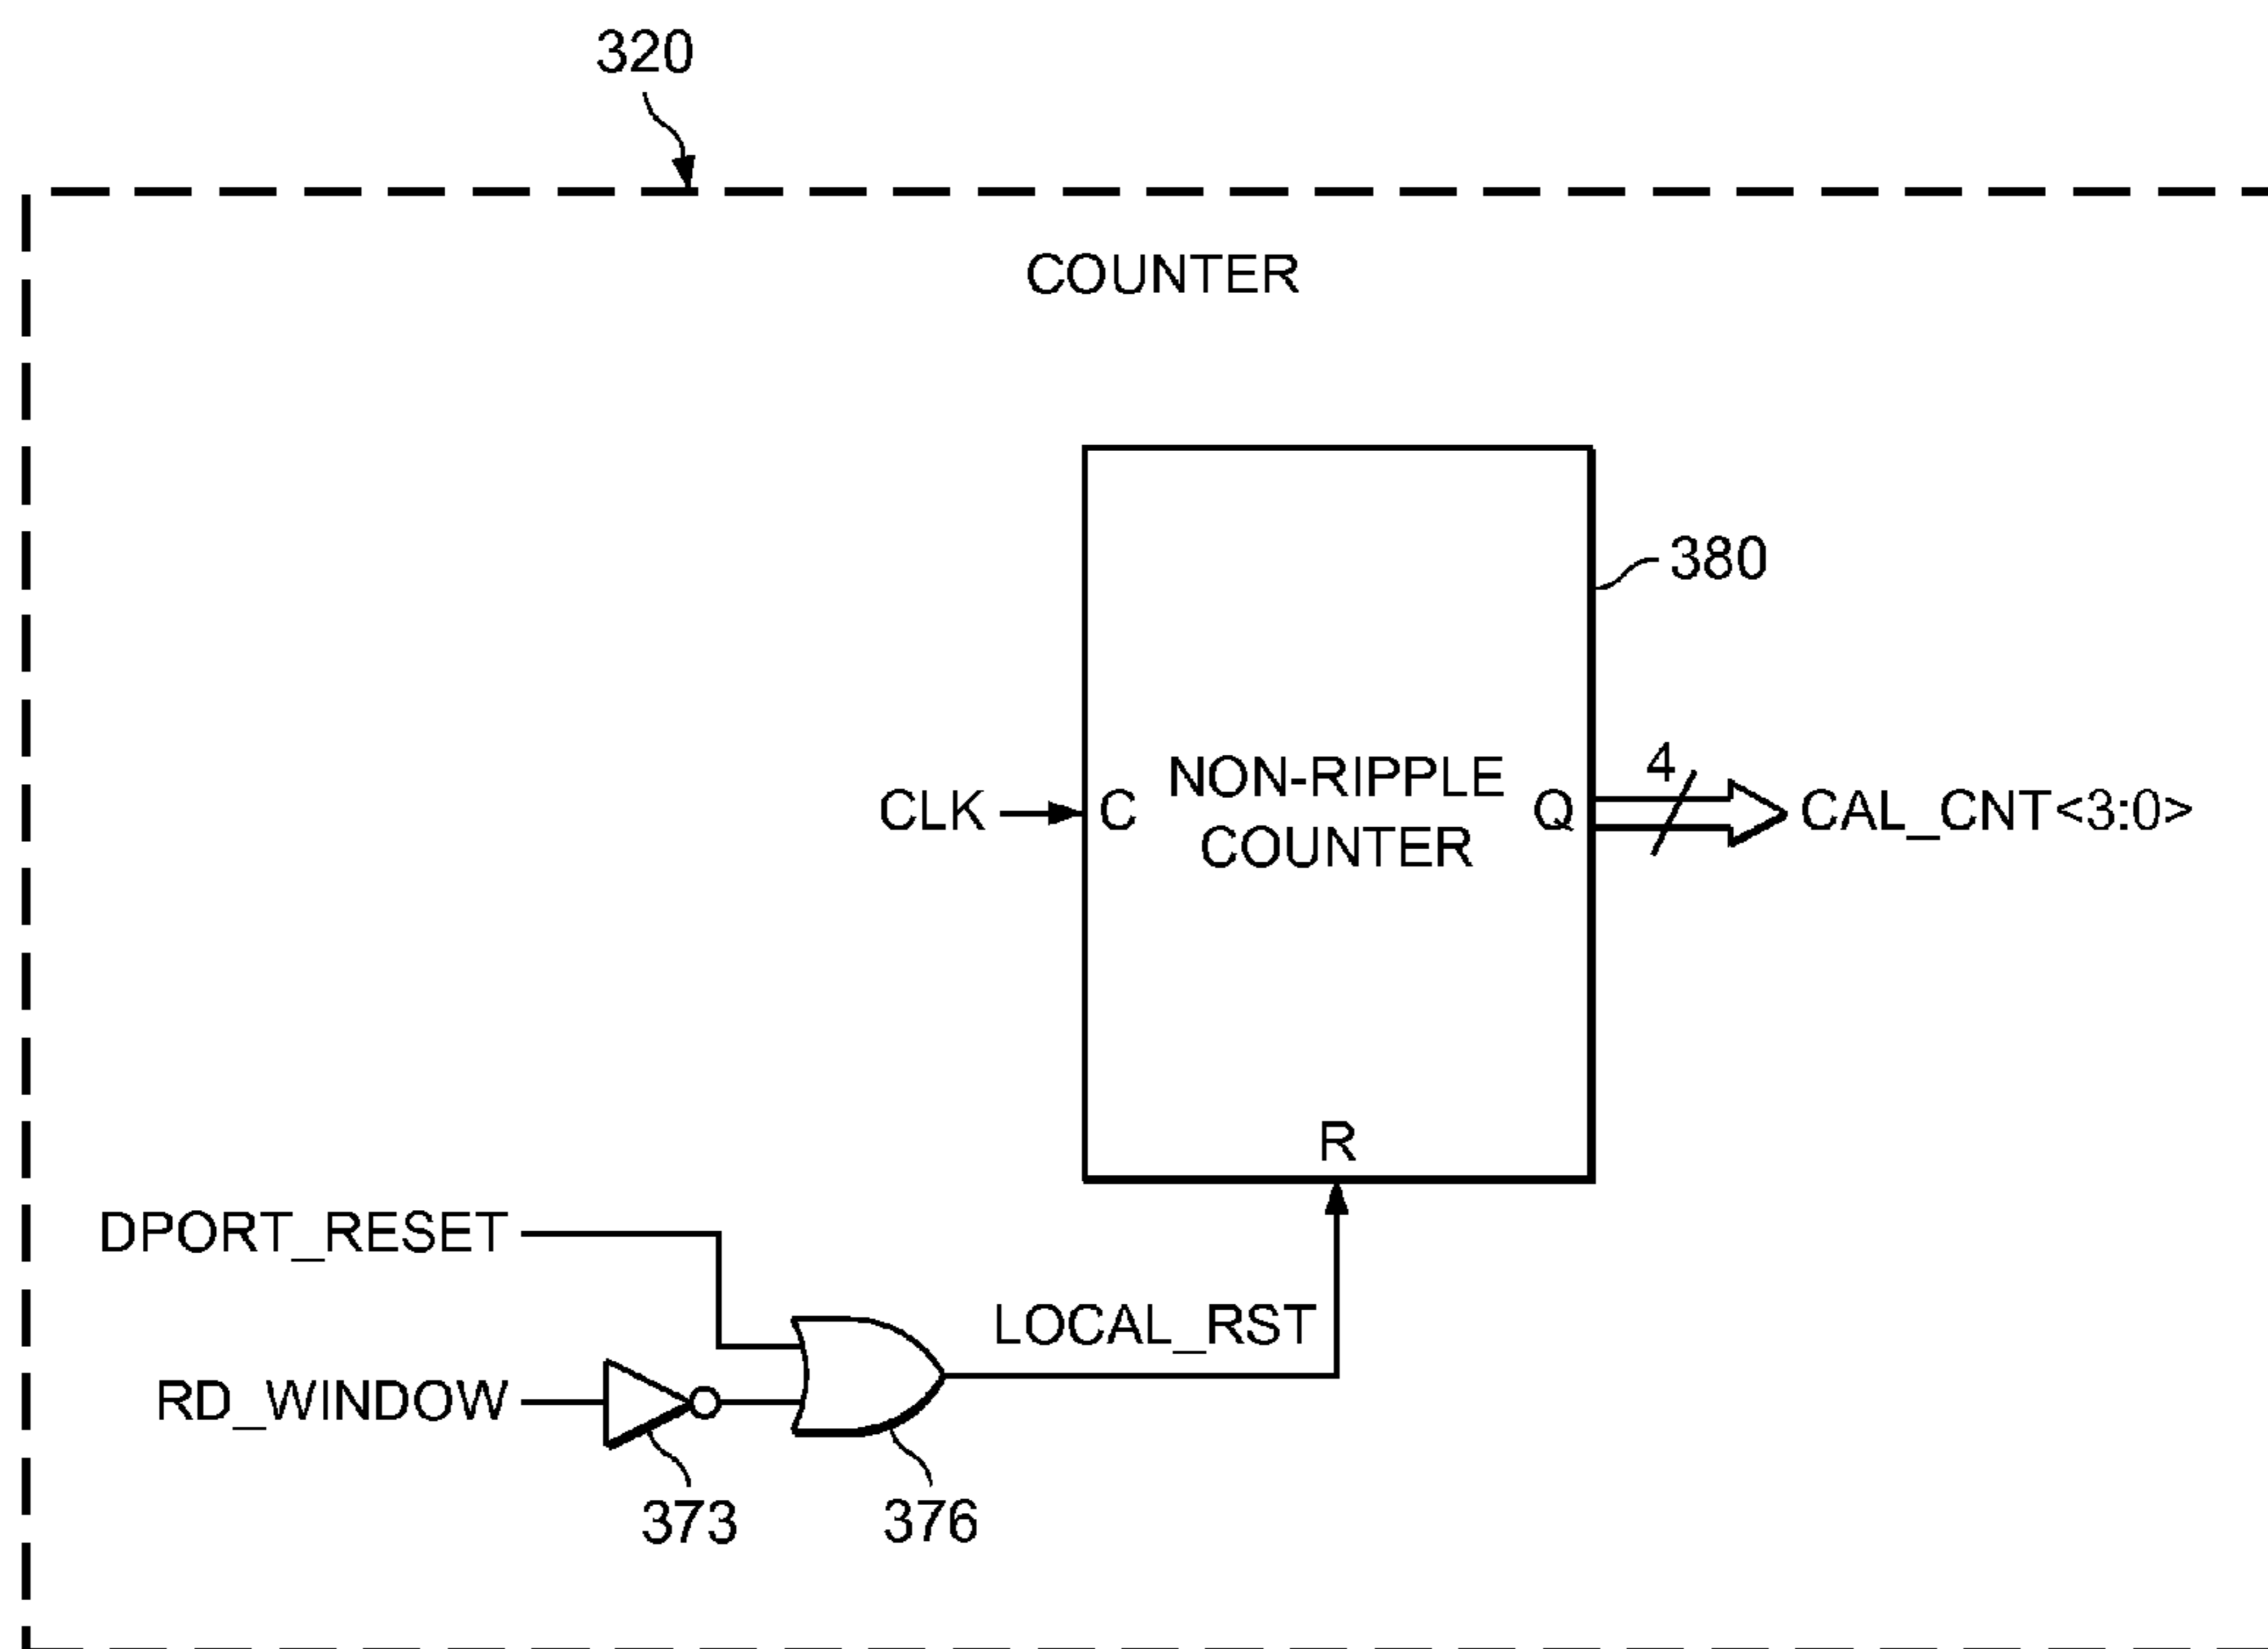 320
COUNTER
380
NON-RIPPLE
COUNTER
CLK
C
Q
4
CAL_CNT<3:0>
R
DPORT_RESET
LOCAL_RST
RD_WINDOW
373
376